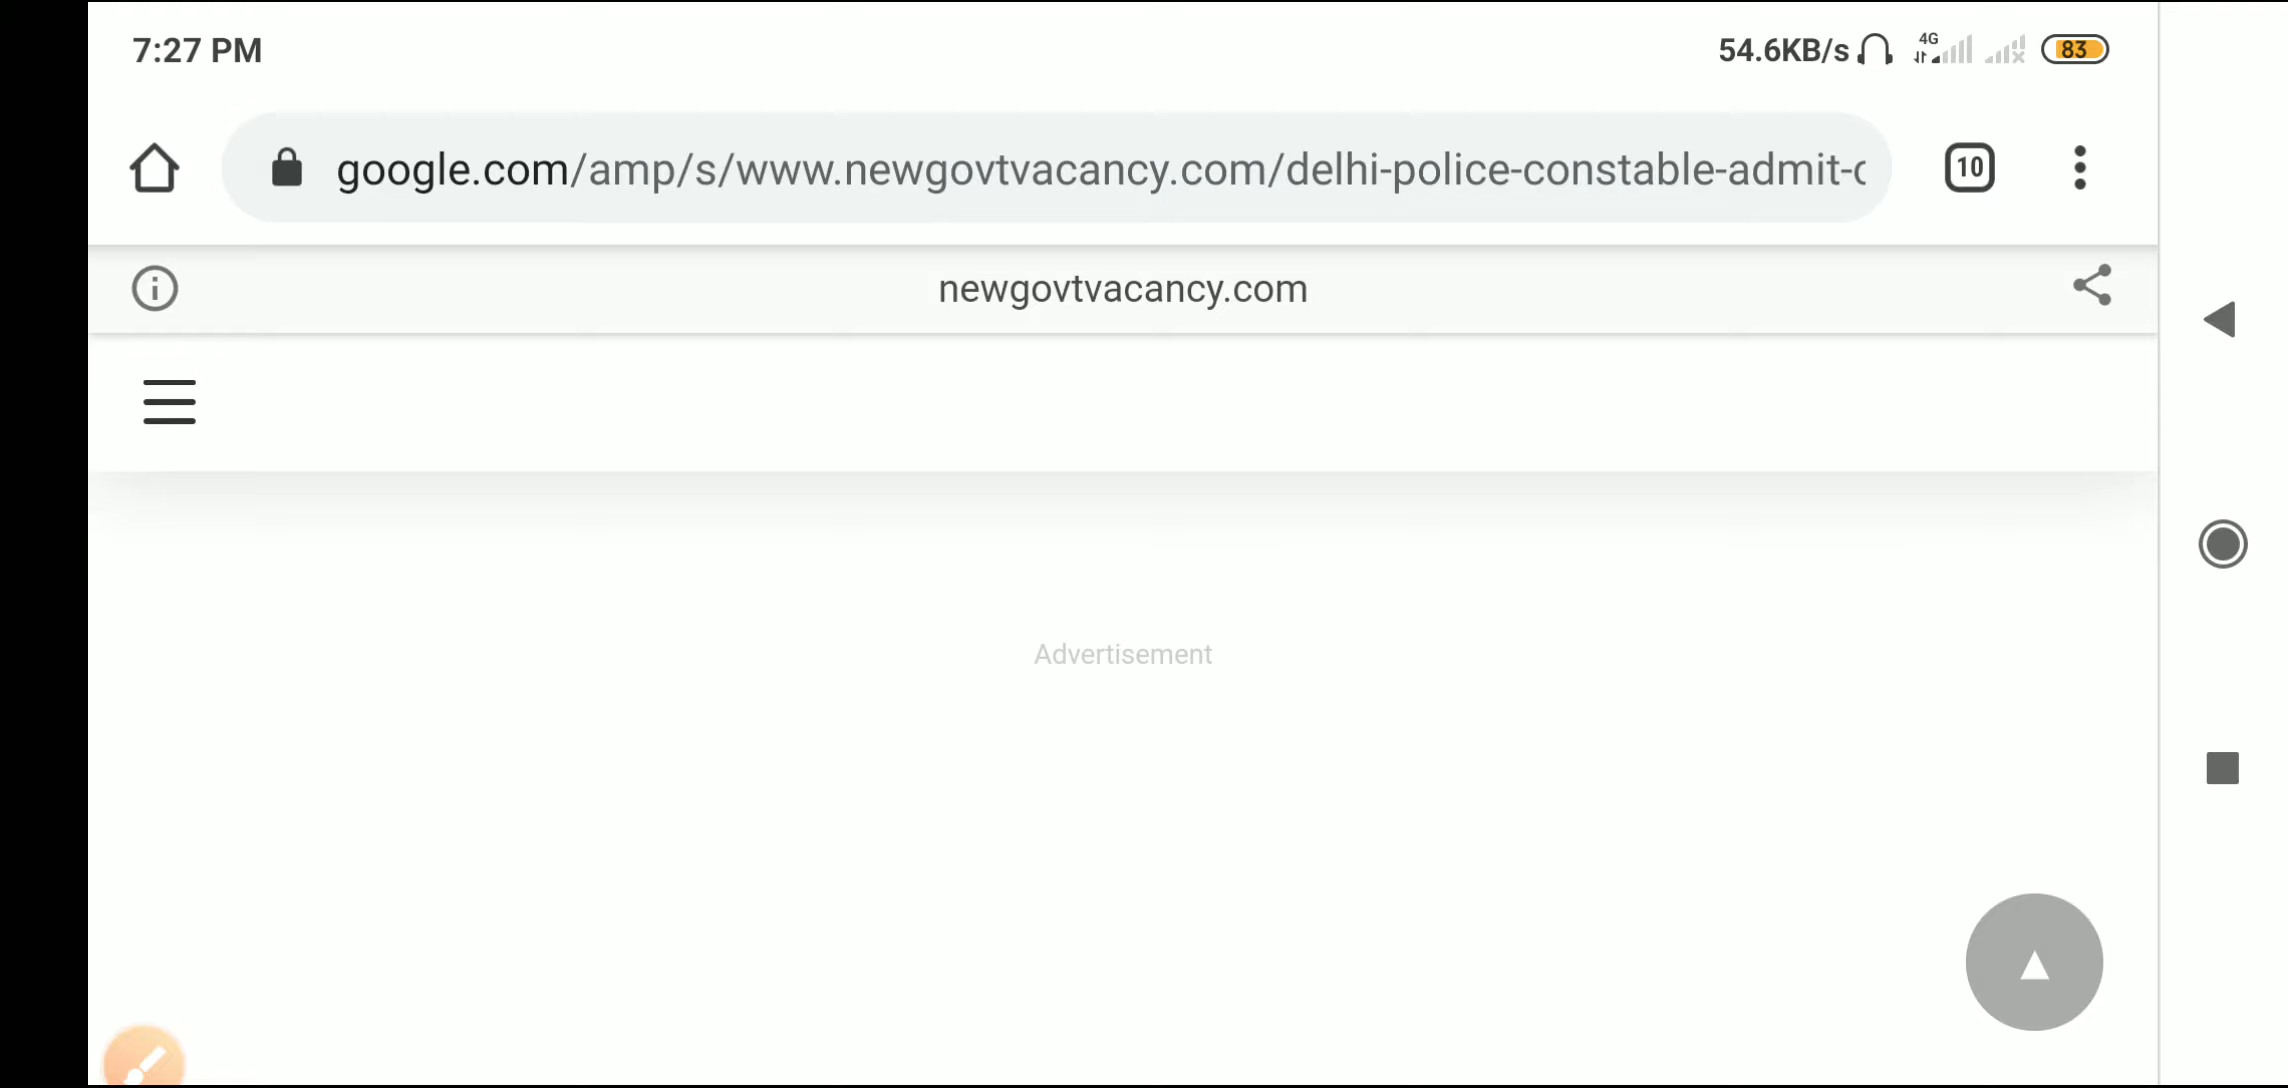 7:27 PM
54.6KB/s 4G 83
google.com/amp/s/www.newgovtvacancy.com/delhi-police-constable-admit-c
10
newgovtvacancy.com
Advertisement